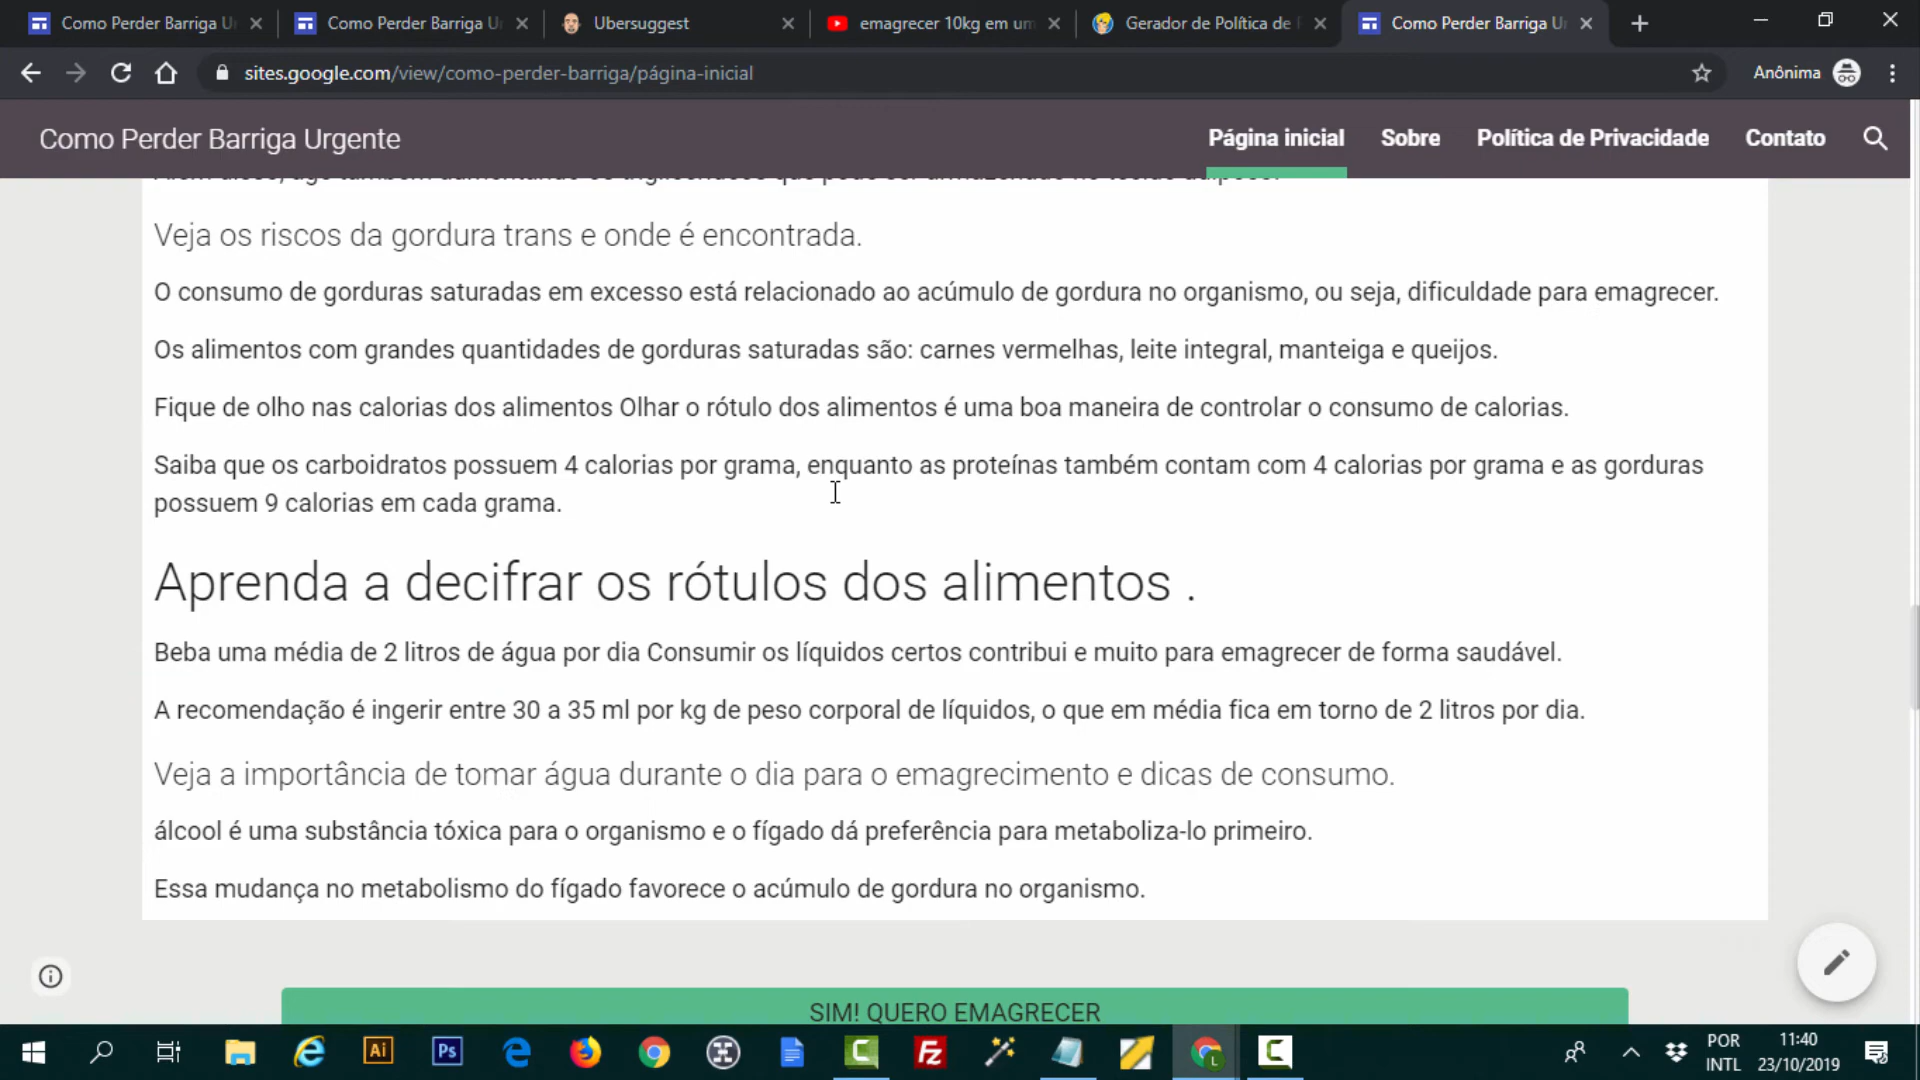 Como Perder Barriga U
Como Perder Barriga U
Ubersuggest
emagrecer 10kg em um
Gerador de Política de
Como Perder Barriga U
sites.google.com/view/como-perder-barriga/página-inicial
Anônima
Como Perder Barriga Urgente
Página inicial
Sobre
Política de Privacidade
Contato
Veja os riscos da gordura trans e onde é encontrada.
O consumo de gorduras saturadas em excesso está relacionado ao acúmulo de gordura no organismo, ou seja, dificuldade para emagrecer.
Os alimentos com grandes quantidades de gorduras saturadas são: carnes vermelhas, leite integral, manteiga e queijos.
Fique de olho nas calorias dos alimentos Olhar o rótulo dos alimentos é uma boa maneira de controlar o consumo de calorias.
Saiba que os carboidratos possuem 4 calorias por grama, enquanto as proteínas também contam com 4 calorias por grama e as gorduras
possuem 9 calorias em cada grama.
Aprenda a decifrar os rótulos dos alimentos .
Beba uma média de 2 litros de água por dia Consumir os líquidos certos contribui e muito para emagrecer de forma saudável.
A recomendação é ingerir entre 30 a 35 ml por kg de peso corporal de líquidos, o que em média fica em torno de 2 litros por dia.
Veja a importância de tomar água durante o dia para o emagrecimento e dicas de consumo.
álcool é uma substância tóxica para o organismo e o fígado dá preferência para metaboliza-lo primeiro.
Essa mudança no metabolismo do fígado favorece o acúmulo de gordura no organismo.
SIM! QUERO EMAGRECER
Ai
Ps
Fz
L
POR
INTL
11:40
23/10/2019